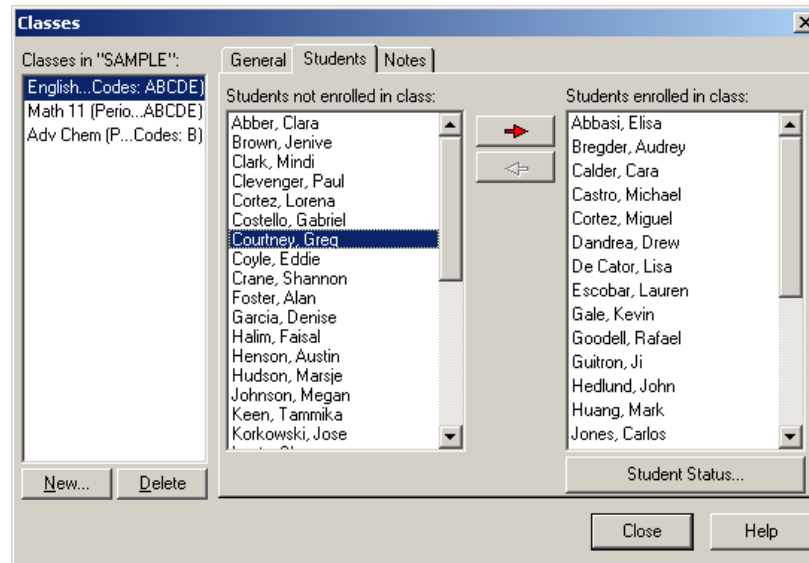 Classes
Classes in "SAMPLE":
English...Codes: ABCDE)
Math 11 (Perio...ABCDE)
Adv Chem (P...Codes: B)
New...
Delete
General
Students
Notes
Students not enrolled in class:
Abber, Clara
Brown, Jenive
Clark, Mindi
Clevenger, Paul
Cortez, Lorena
Costello, Gabriel
Courtney, Greg
Coyle, Eddie
Crane, Shannon
Foster, Alan
Garcia, Denise
Halim, Faisal
Henson, Austin
Hudson, Marsje
Johnson, Megan
Keen, Tammika
Korkowski, Jose
Students enrolled in class:
Abbasi, Elisa
Bregder, Audrey
Calder, Cara
Castro, Michael
Cortez, Miguel
Dandrea, Drew
De Cator, Lisa
Escobar, Lauren
Gale, Kevin
Goodell, Rafael
Guitron, Ji
Hedlund, John
Huang, Mark
Jones, Carlos
Student Status...
Close
Help